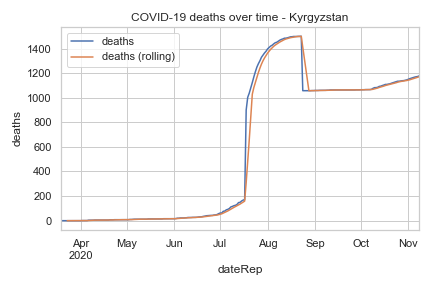 COVID-19 deaths over time - Kyrgyzstan
deaths
deaths (rolling)
1400
1200
1000
800
600
400
200
0
deaths
Apr
2020
May
Jun
Jul
Aug
Sep
Oct
Nov
dateRep